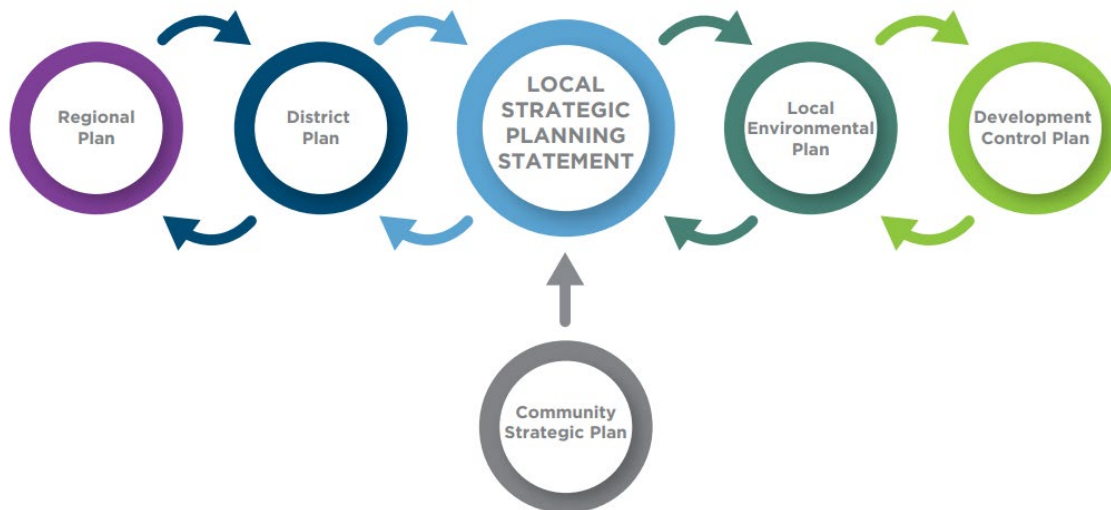 Regional
Plan
District
Plan
LOCAL
STRATEGIC
PLANNING
STATEMENT
Local
Environmental
Plan
Development
Control Plan
Community
Strategic Plan